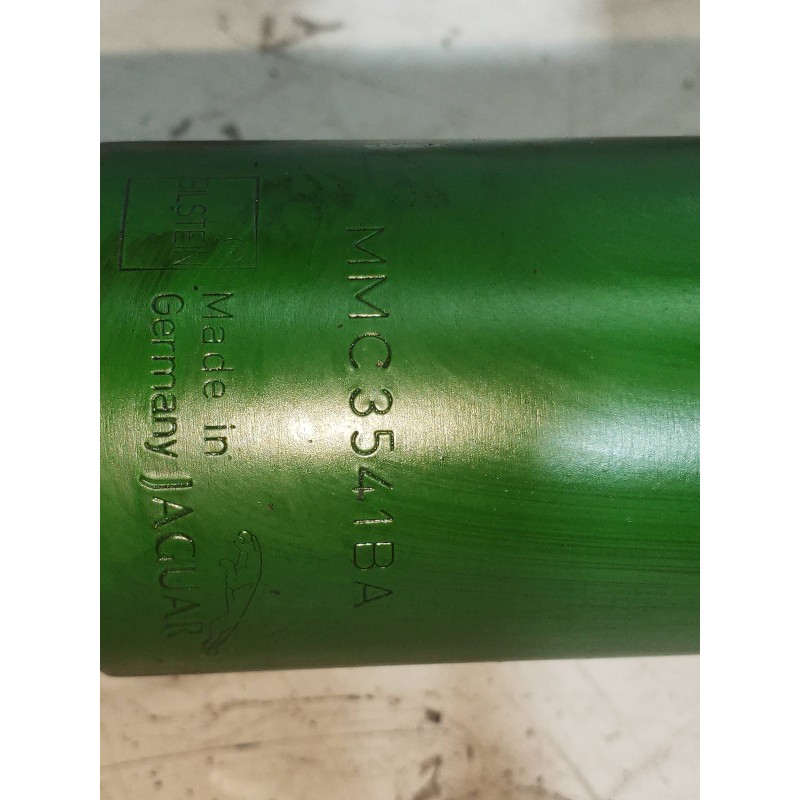 MMC3541BA
BILSTEIN
Made in
Germany JAGUAR